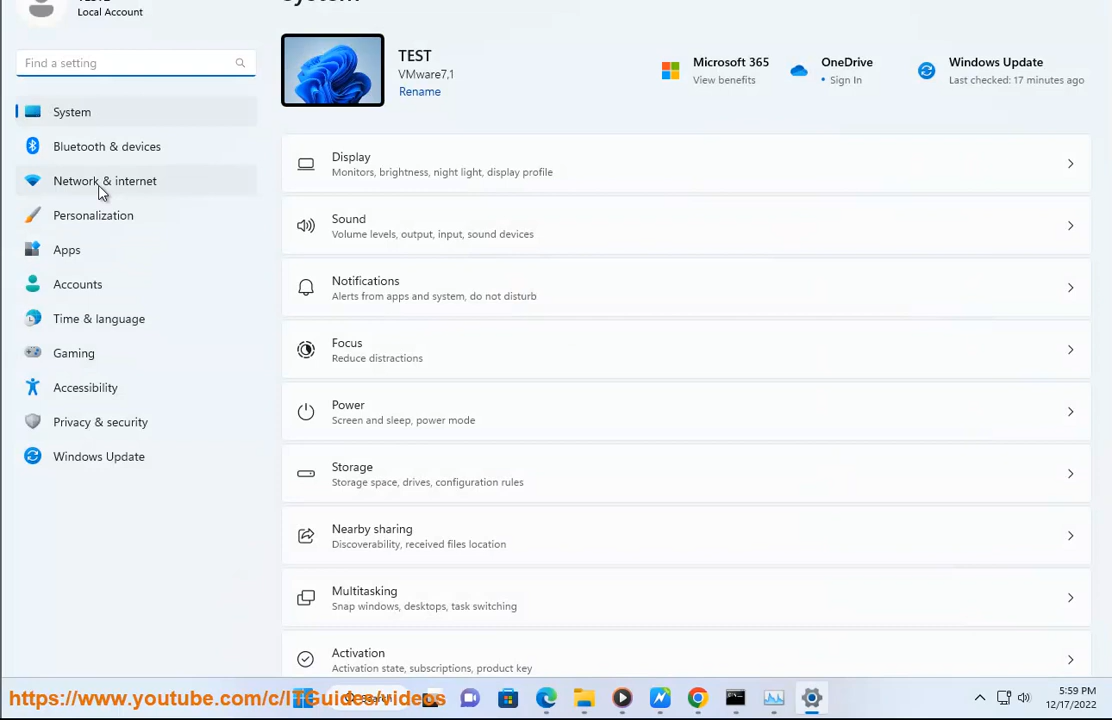 Local Account
System
Find a setting
TEST
VMware7,1
Rename
Microsoft 365
View benefits
OneDrive
• Sign In
Windows Update
Last checked: 17 minutes ago
System
Bluetooth & devices
Network & internet
Personalization
Apps
Accounts
Time & language
Gaming
Accessibility
Privacy & security
Windows Update
Display
Monitors, brightness, night light, display profile
Sound
Volume levels, output, input, sound devices
Notifications
Alerts from apps and system, do not disturb
Focus
Reduce distractions
Power
Screen and sleep, power mode
Storage
Storage space, drives, configuration rules
Nearby sharing
Discoverability, received files location
Multitasking
Snap windows, desktops, task switching
Activation
Activation state, subscriptions, product key
https://www.youtube.com/c/ITGuides/videos
5:59 PM
12/17/2022